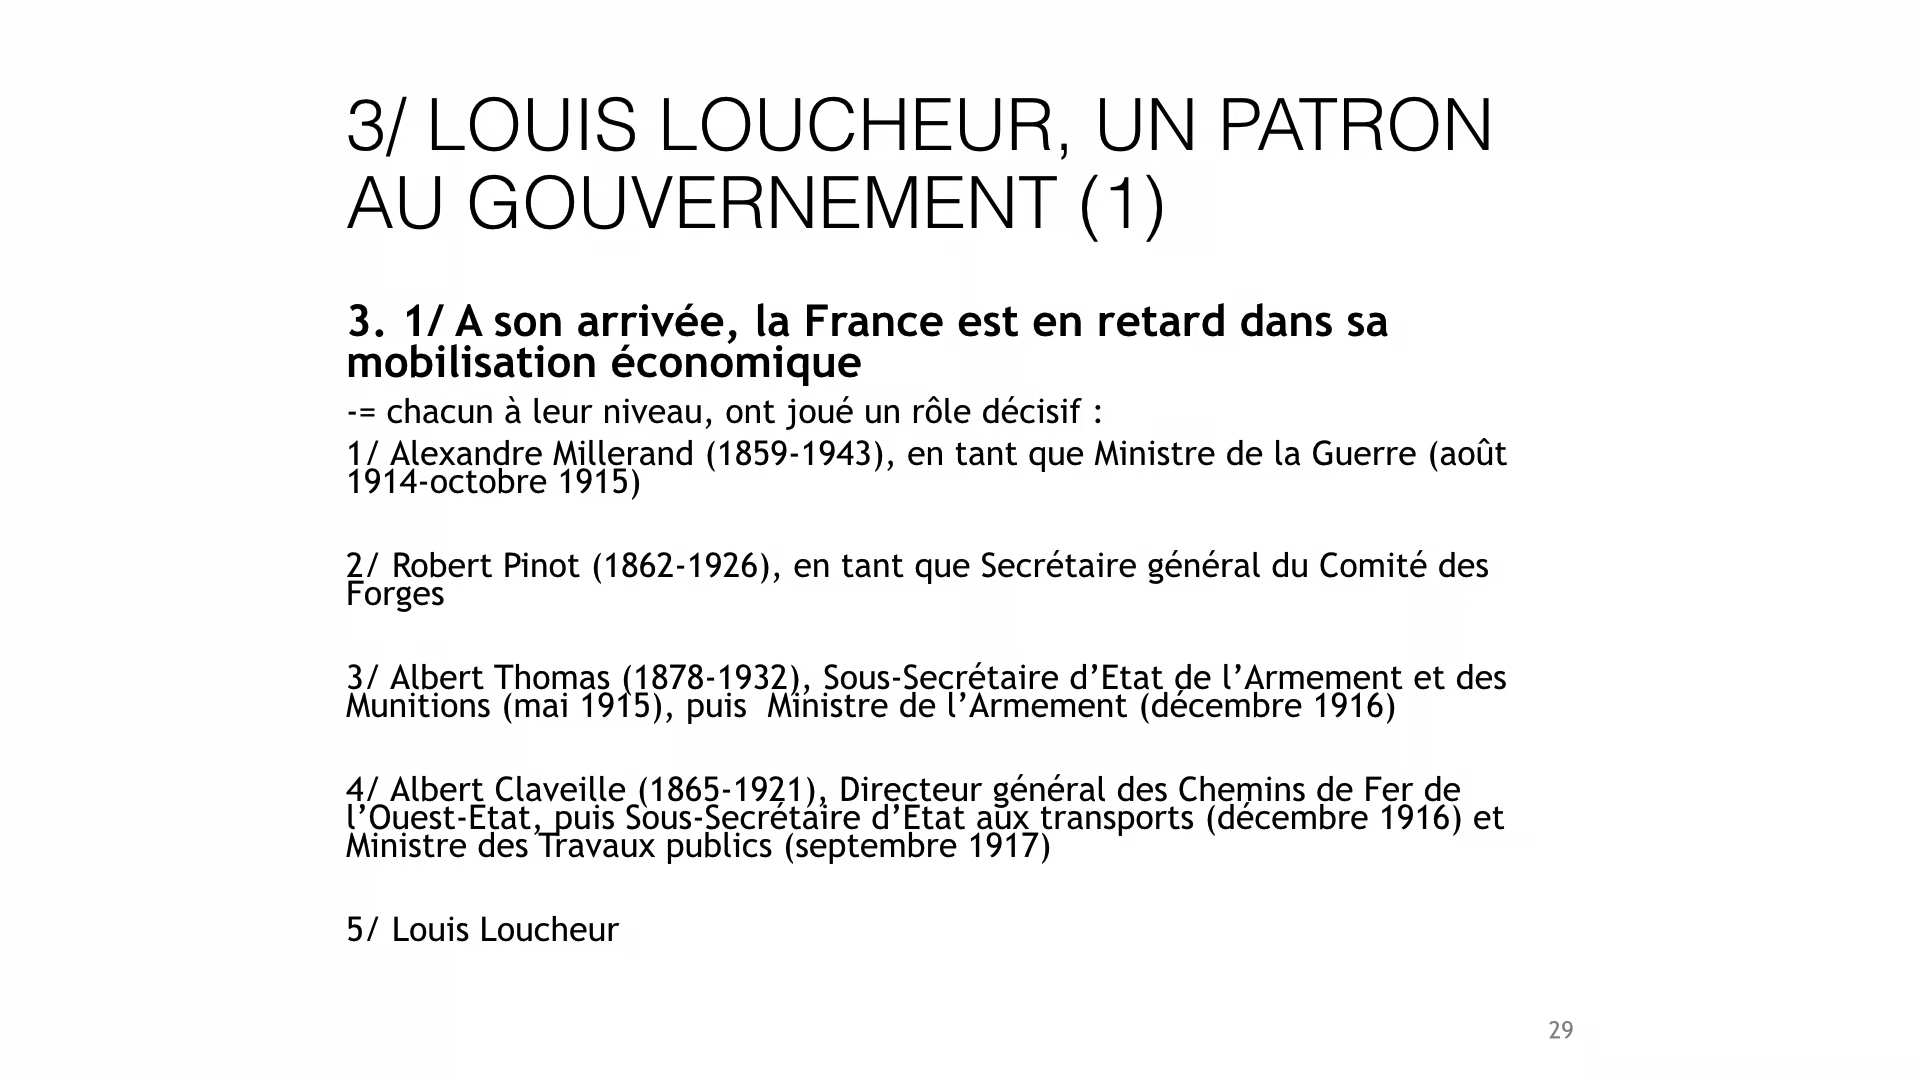 3/ LOUIS LOUCHEUR, UN PATRON
AU GOUVERNEMENT (1)
3. 1/ A son arrivée, la France est en retard dans sa
mobilisation économique
-= chacun à leur niveau, ont joué un rôle décisif :
1/ Alexandre Millerand (1859-1943), en tant que Ministre de la Guerre (août
1914-octobre 1915)
2/ Robert Pinot (1862-1926), en tant que Secrétaire général du Comité des
Forges
3/ Albert Thomas (1878-1932), Sous-Secrétaire d’Etat de l’Armement et des
Munitions (mai 1915), puis  Ministre de l’Armement (décembre 1916)
4/ Albert Claveille (1865-1921), Directeur général des Chemins de Fer de
l’Ouest-Etat, puis Sous-Secrétaire d’Etat aux transports (décembre 1916) et
Ministre des Travaux publics (septembre 1917)
5/ Louis Loucheur
29